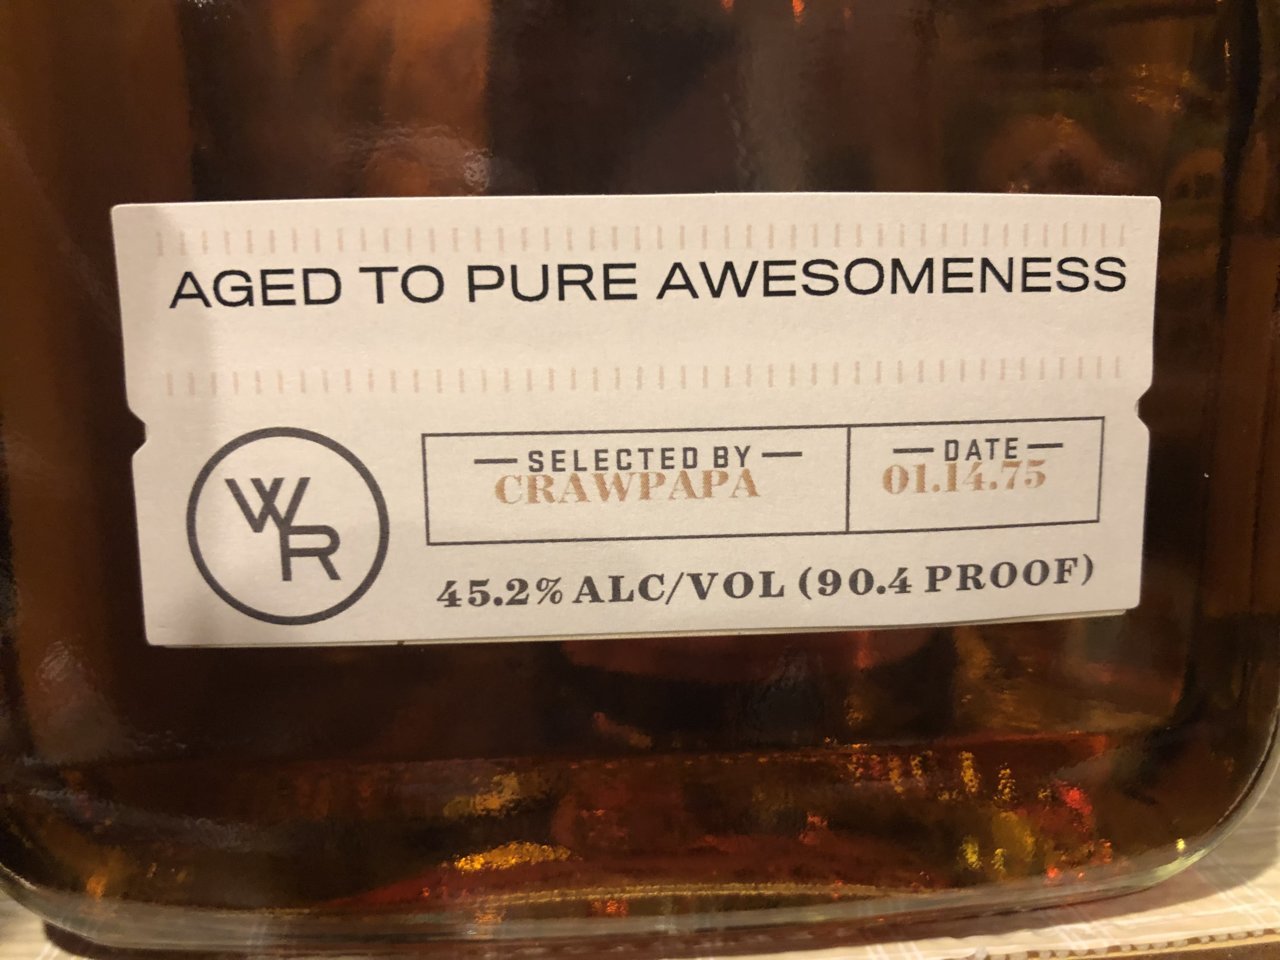 AGED TO PURE AWESOMENESS
WR
SELECTED BY
CRAWPAPA
DATE
01.14.75
45.2% ALC/VOL (90.4 PROOF)